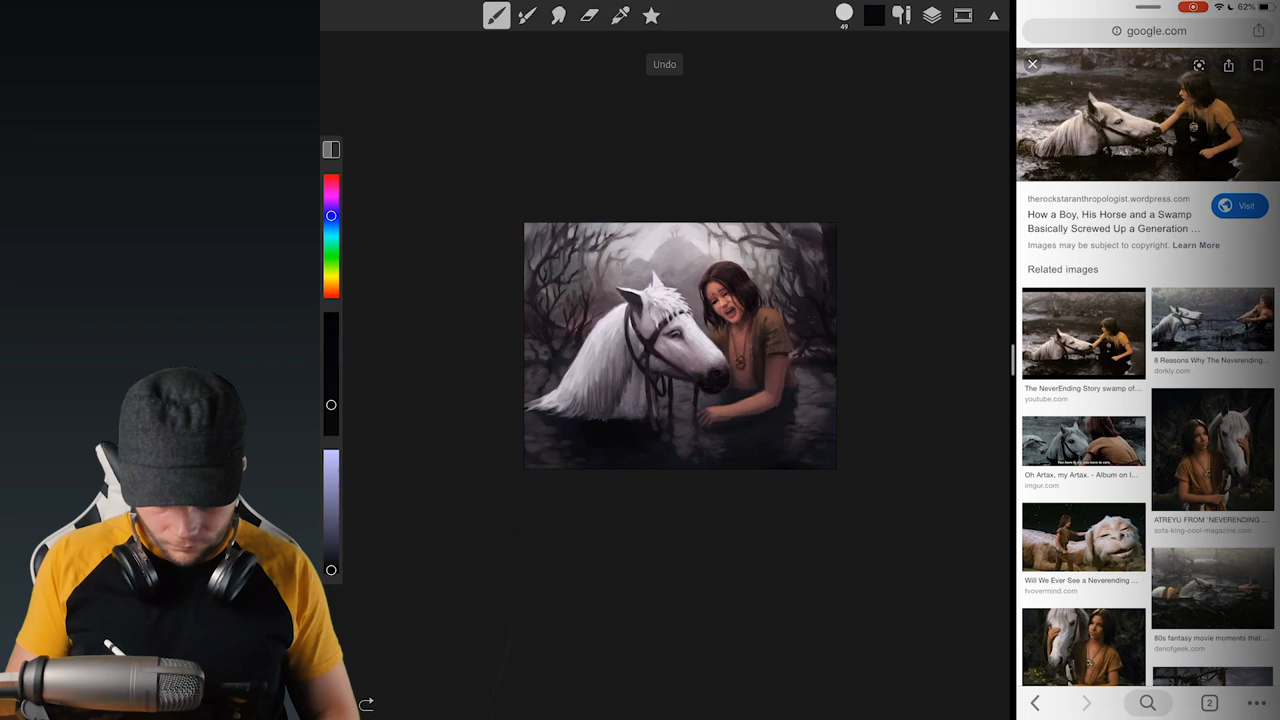 49
Undo
62%
google.com
therockstaranthropologist.wordpress.com
How a Boy, His Horse and a Swamp
Basically Screwed Up a Generation ...
Visit
Images may be subject to copyright. Learn More
Related images
The NeverEnding Story swamp of...
youtube.com
8 Reasons Why The Neverending...
dorkly.com
Oh Artax, my Artax. - Album on I...
imgur.com
ATREYU FROM 'NEVERENDING ...
sofa-king-cool-magazine.com
Will We Ever See a Neverending ...
tvovermind.com
80s fantasy movie moments that ...
denofgeek.com
2